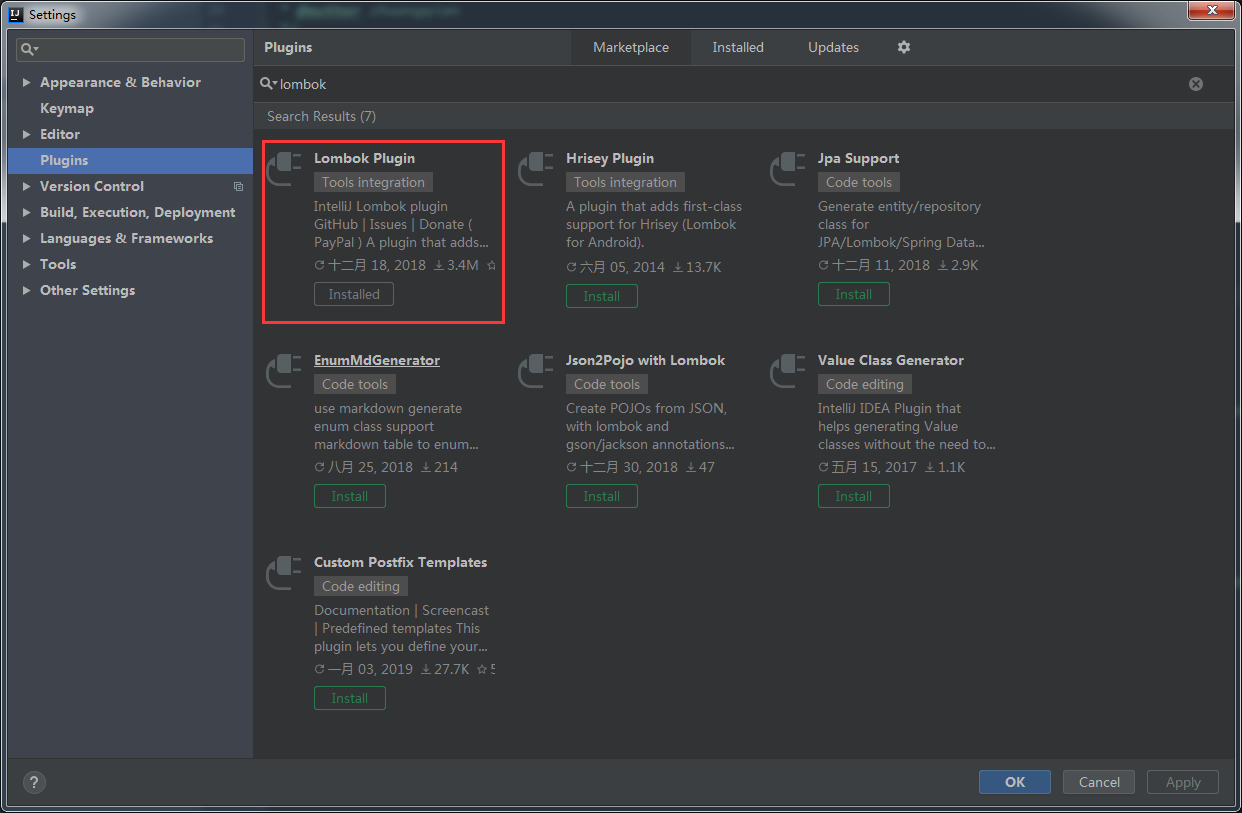 Settings
Plugins
Marketplace
Installed
Updates
lombok
Search Results (7)
Appearance & Behavior
Keymap
Editor
Plugins
Version Control
Build, Execution, Deployment
Languages & Frameworks
Tools
Other Settings
Lombok Plugin
Tools integration
IntelliJ Lombok plugin
GitHub | Issues | Donate (
PayPal ) A plugin that adds...
十二月 18, 2018 3.4M
Installed
Hrisey Plugin
Tools integration
A plugin that adds first-class
support for Hrisey (Lombok
for Android).
六月 05, 2014 13.7K
Install
Jpa Support
Code tools
Generate entity/repository
class for
JPA/Lombok/Spring Data...
十二月 11, 2018 2.9K
Install
EnumMdGenerator
Code tools
use markdown generate
enum class support
markdown table to enum...
八月 25, 2018 214
Install
Json2Pojo with Lombok
Code tools
Create POJOs from JSON,
with lombok and
gson/jackson annotations...
十二月 30, 2018 47
Install
Value Class Generator
Code editing
IntelliJ IDEA Plugin that
helps generating Value
classes without the need to...
五月 15, 2017 1.1K
Install
Custom Postfix Templates
Code editing
Documentation | Screencast
| Predefined templates This
plugin lets you define your...
一月 03, 2019 27.7K 5
Install
?
OK
Cancel
Apply